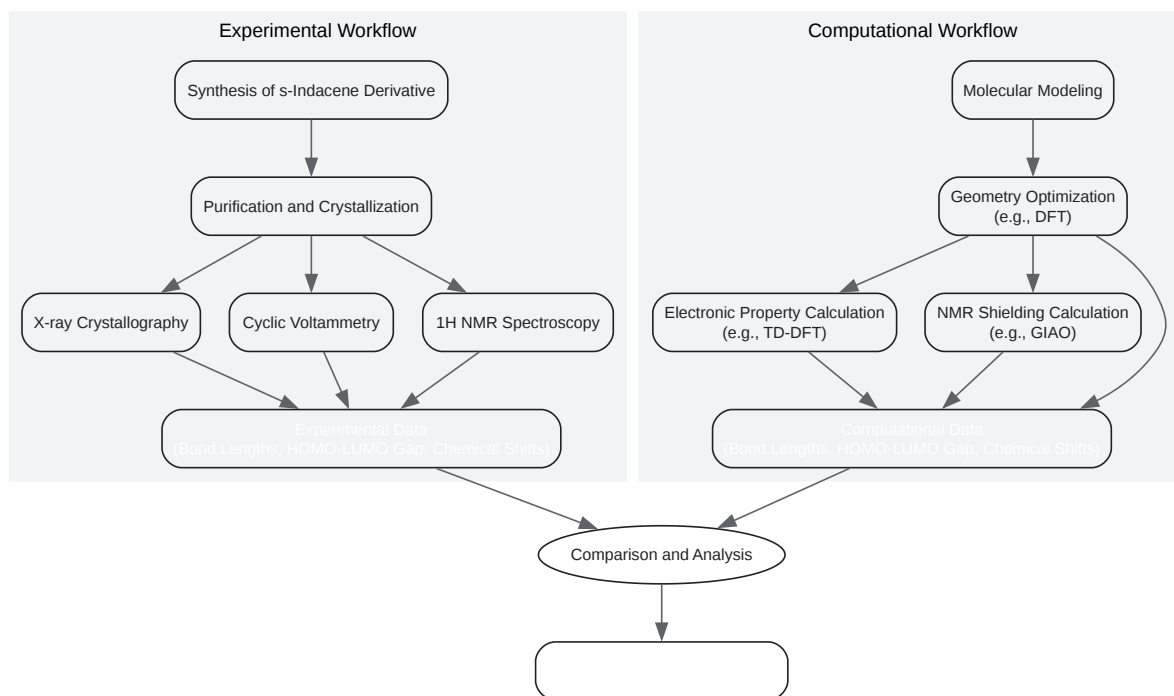 Experimental Workflow
Computational Workflow
Synthesis of s-Indacene Derivative
Molecular Modeling
Purification and Crystallization
Geometry Optimization
(e.g., DFT)
X-ray Crystallography
Cyclic Voltammetry
1H NMR Spectroscopy
Electronic Property Calculation
(e.g., TD-DFT)
NMR Shielding Calculation
(e.g., GIAO)
Experimental Data
(Bond Lengths, HOMO-LUMO Gap, Chemical Shifts)
Computational Data
(Bond Lengths, HOMO-LUMO Gap, Chemical Shifts)
Comparison and Analysis